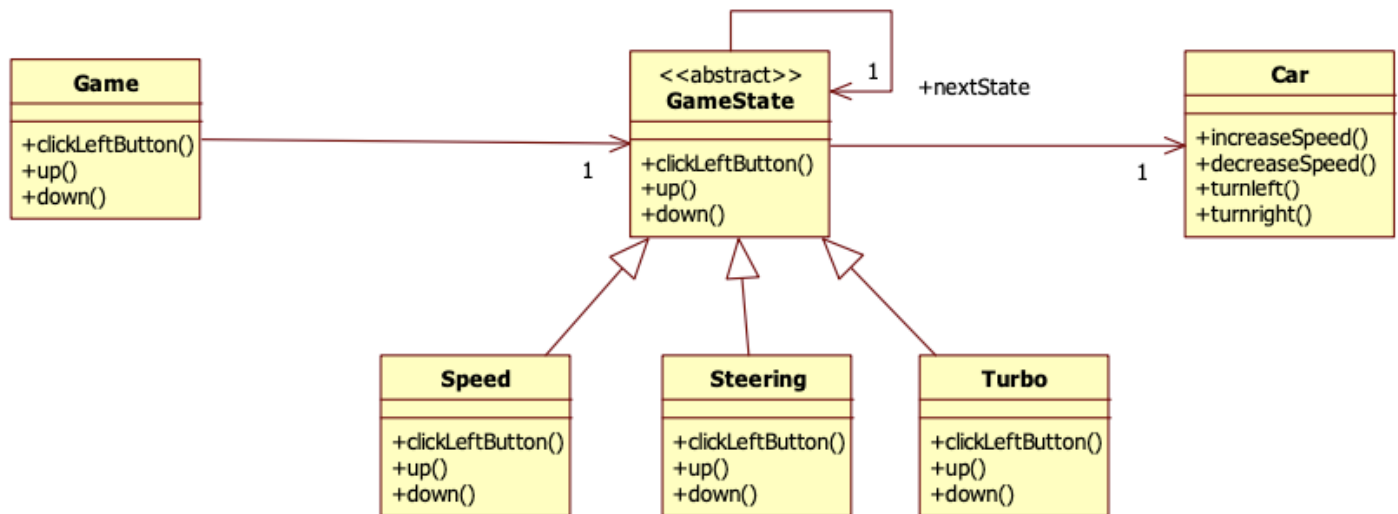 Game
+clickLeftButton()
+up()
+down()
1
<<abstract>>
GameState
+clickLeftButton()
+up()
+down()
1
+nextState
1
Car
+increaseSpeed()
+decreaseSpeed()
+turnleft()
+turnright()
Speed
+clickLeftButton()
+up()
+down()
Steering
+clickLeftButton()
+up()
+down()
Turbo
+clickLeftButton()
+up()
+down()